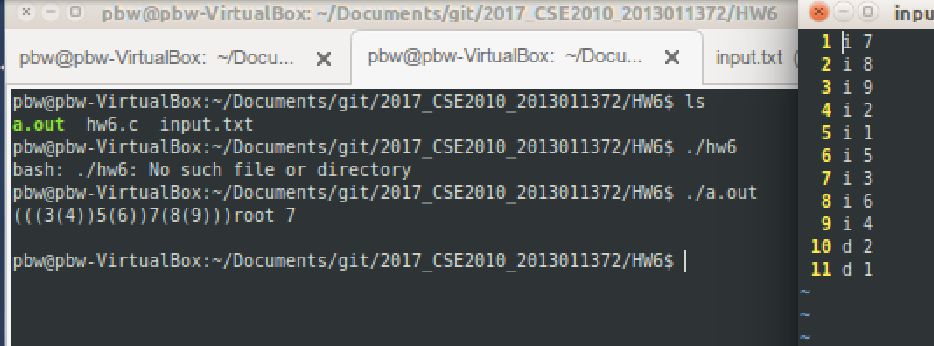 pbw@pbw-VirtualBox: ~/Documents/git/2017_CSE2010_2013011372/HW6
pbw@pbw-VirtualBox: ~/Docu... × pbw@pbw-VirtualBox: ~/Docu... × input.txt (
pbw@pbw-VirtualBox:~/Documents/git/2017_CSE2010_2013011372/HW6$ ls
a.out hw6.c input.txt
pbw@pbw-VirtualBox:~/Documents/git/2017_CSE2010_2013011372/HW6$ ./hw6
bash: ./hw6: No such file or directory
pbw@pbw-VirtualBox:~/Documents/git/2017_CSE2010_2013011372/HW6$ ./a.out
(((3(4))5(6))7(8(9)))root 7
pbw@pbw-VirtualBox:~/Documents/git/2017_CSE2010_2013011372/HW6$
inpu
1 i 7
2 i 8
3 i 9
4 i 2
5 i 1
6 i 5
7 i 3
8 i 6
9 i 4
10 d 2
11 d 1
~
~
~